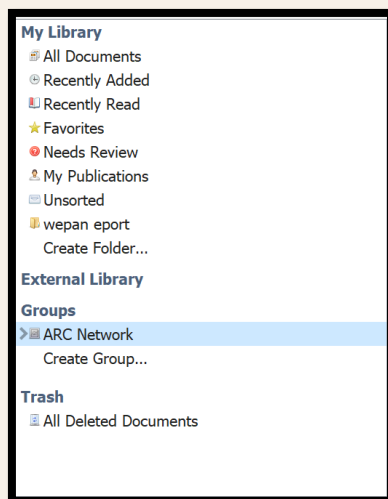 My Library
All Documents
Recently Added
Recently Read
Favorites
Needs Review
My Publications
Unsorted
wepan eport
Create Folder...
External Library
Groups
ARC Network
Create Group...
Trash
All Deleted Documents